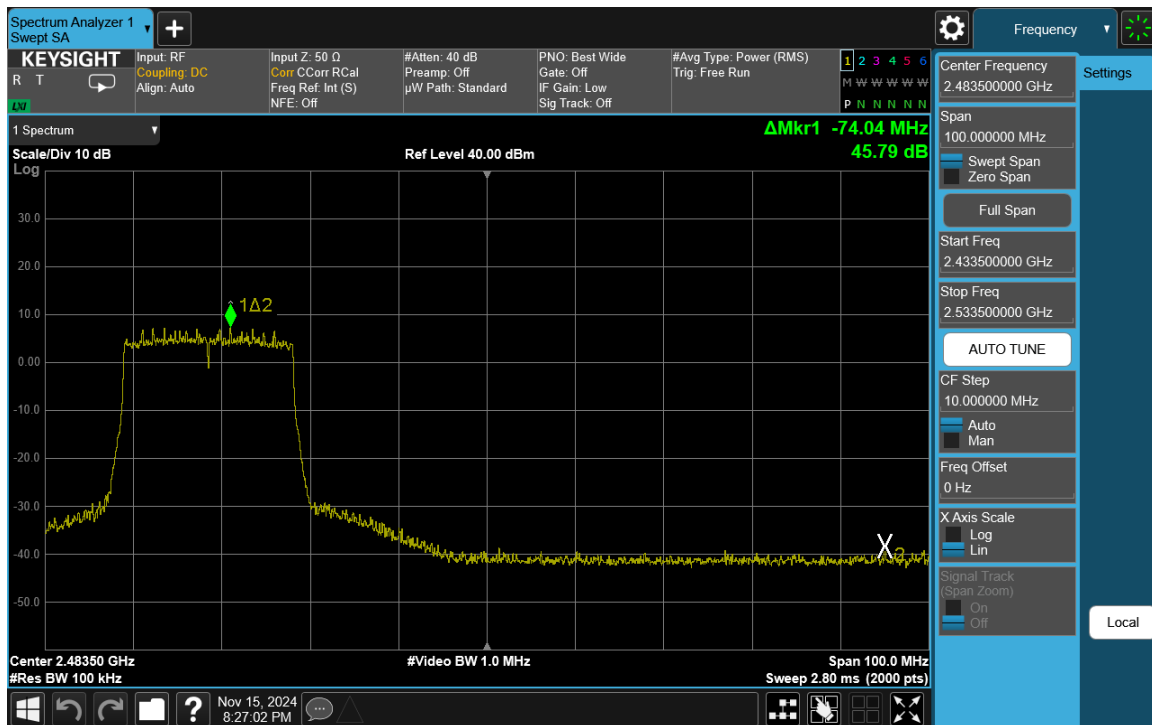 Spectrum Analyzer 1
Swept SA
+
Frequency
KEYSIGHT
R T
LXI
Input: RF
Coupling: DC
Align: Auto
Input Z: 50 Ω
Corr CCorr RCal
Freq Ref: Int (S)
NFE: Off
#Atten: 40 dB
Preamp: Off
µW Path: Standard
PNO: Best Wide
Gate: Off
IF Gain: Low
Sig Track: Off
#Avg Type: Power (RMS)
Trig: Free Run
1 2 3 4 5 6
M W W W W W
P N N N N N
1 Spectrum
ΔMkr1 -74.04 MHz
45.79 dB
Scale/Div 10 dB
Ref Level 40.00 dBm
Log
30.0
20.0
10.0
0.00
-10.0
-20.0
-30.0
-40.0
-50.0
1Δ2
X2
Center 2.48350 GHz
#Res BW 100 kHz
#Video BW 1.0 MHz
Span 100.0 MHz
Sweep 2.80 ms (2000 pts)
Center Frequency
2.483500000 GHz
Span
100.000000 MHz
Swept Span
Zero Span
Full Span
Start Freq
2.433500000 GHz
Stop Freq
2.533500000 GHz
AUTO TUNE
CF Step
10.000000 MHz
Auto
Man
Freq Offset
0 Hz
X Axis Scale
Log
Lin
Signal Track
(Span Zoom)
On
Off
Settings
Local
?
Nov 15, 2024
8:27:02 PM